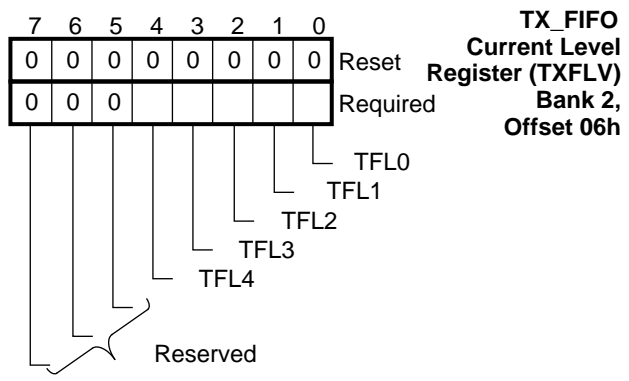 7 6 5 4 3 2 1 0
0 0 0 0 0 0 0 0 Reset
0 0 0 Required
TX_FIFO
Current Level
Register (TXFLV)
Bank 2,
Offset 06h
TFL0
TFL1
TFL2
TFL3
TFL4
Reserved